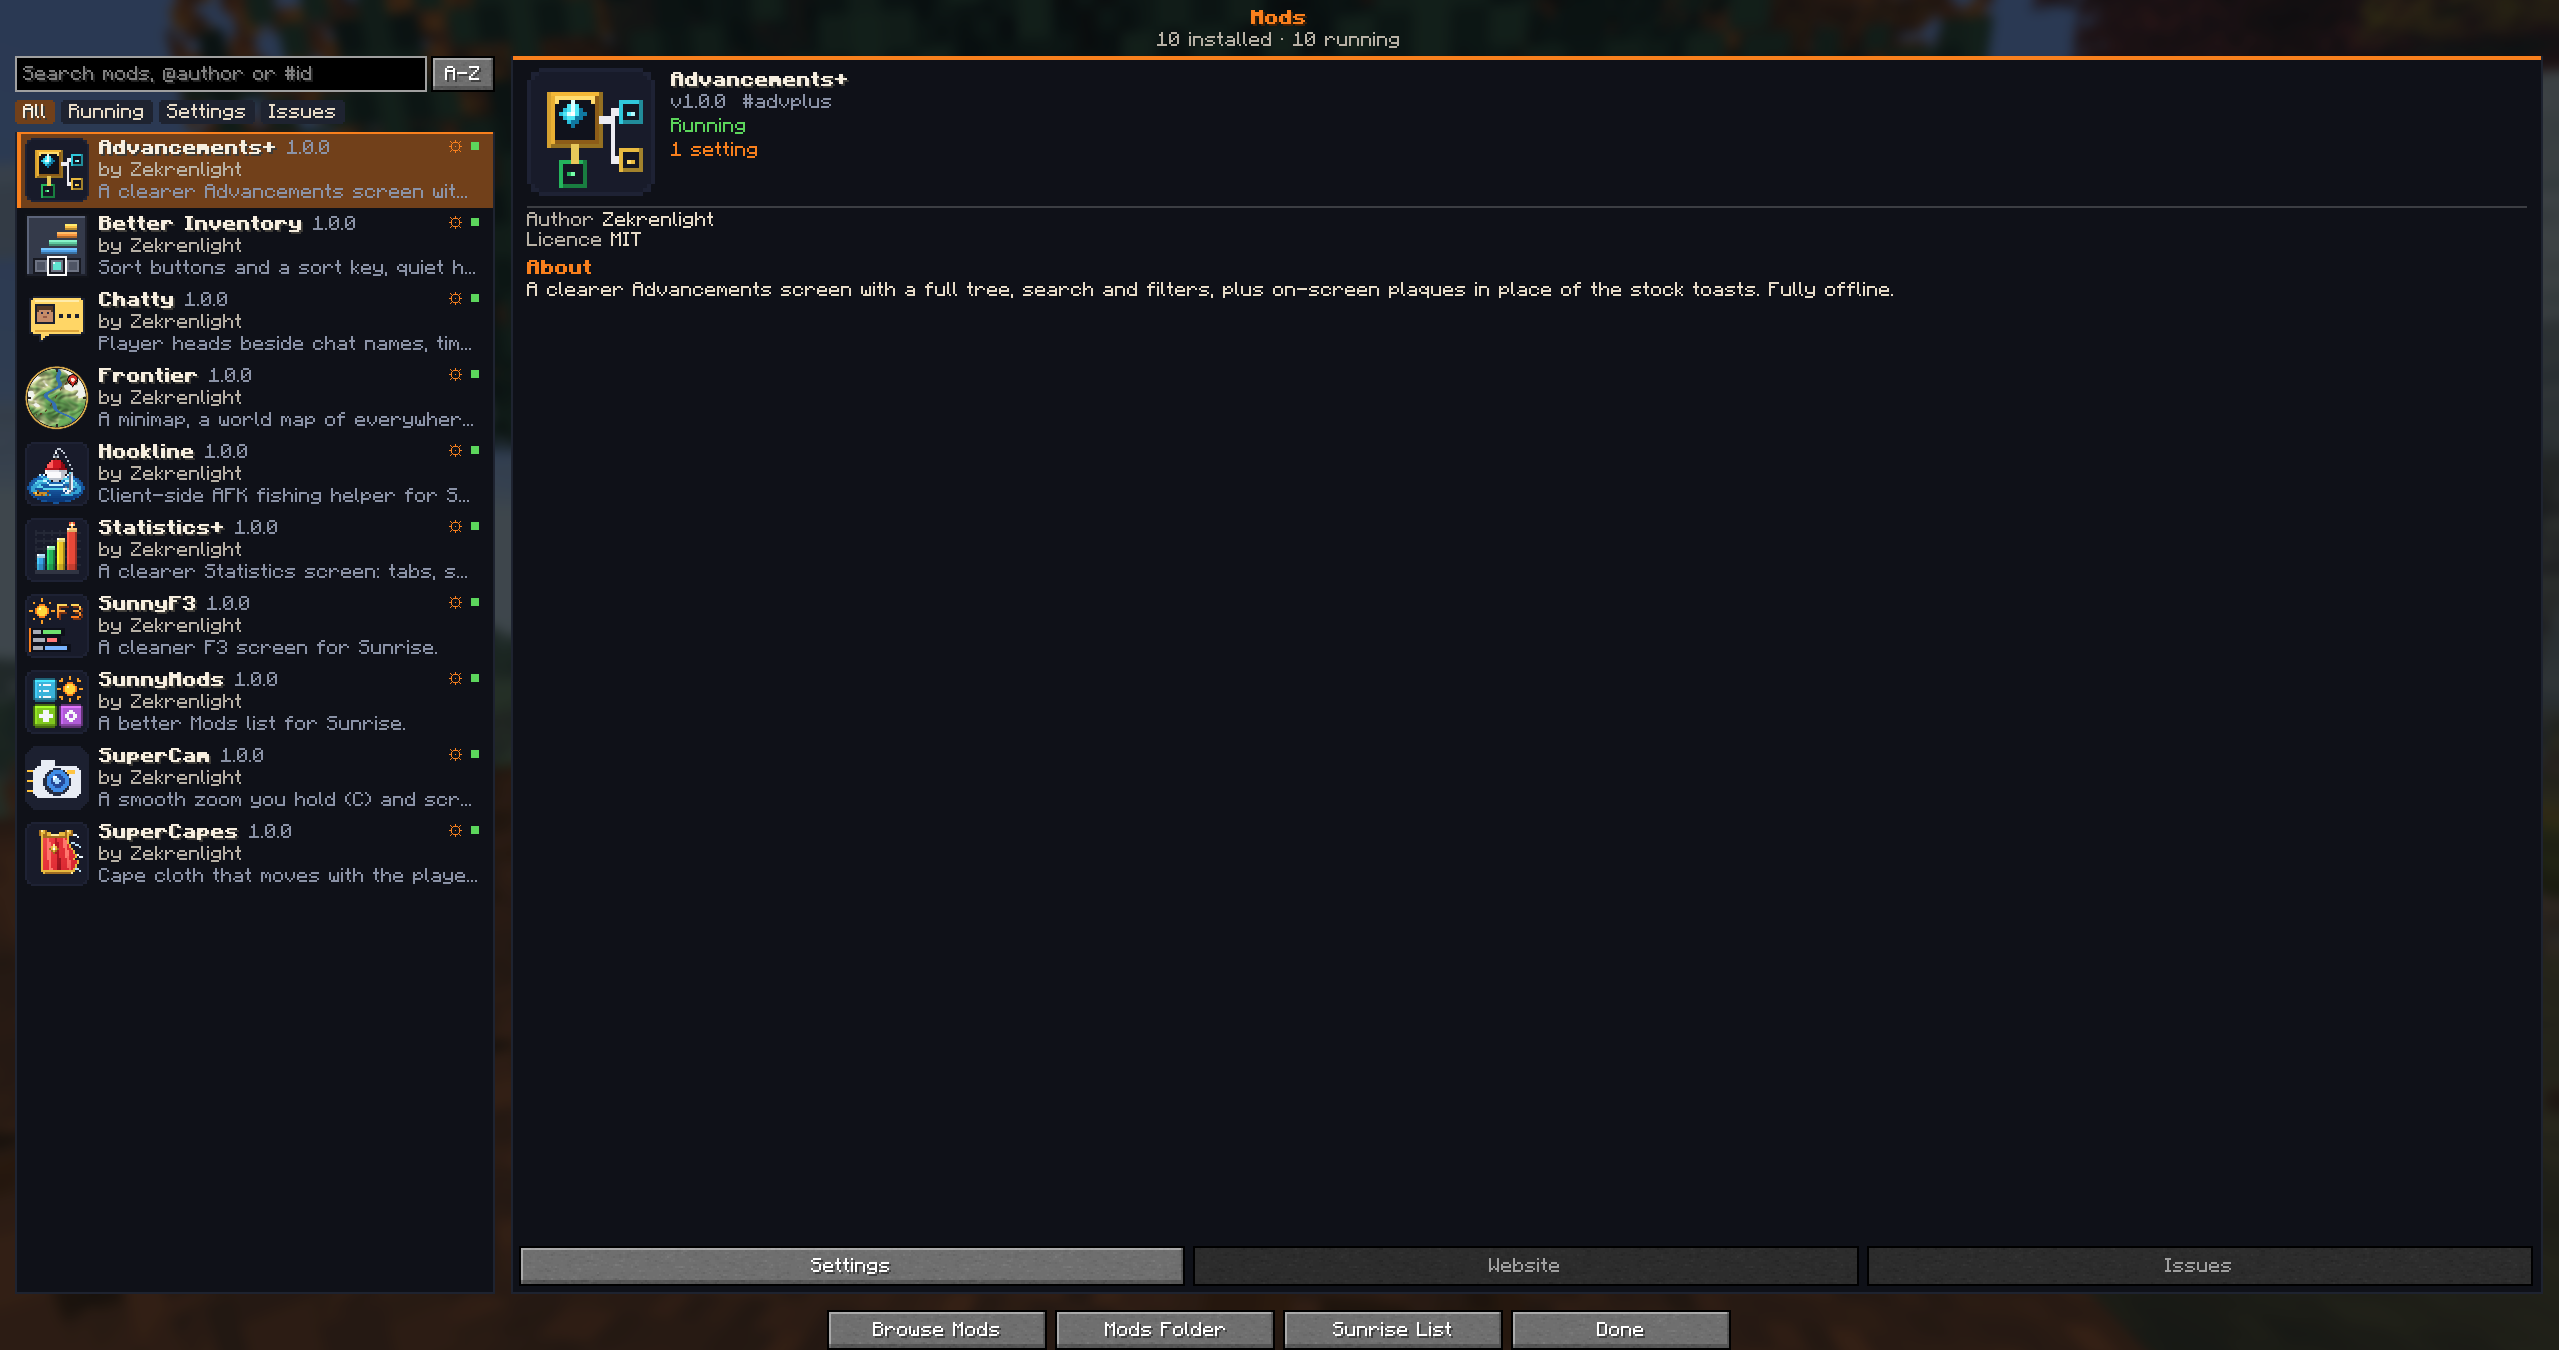 Mods
10 installed · 10 running
Search mods, @author or #id
A-Z
All Running Settings Issues
Advancements+ 1.0.0
by Zekrenlight
A clearer Advancements screen wit...
Better Inventory 1.0.0
by Zekrenlight
Sort buttons and a sort key, quiet h...
Chatty 1.0.0
by Zekrenlight
Player heads beside chat names, tim...
Frontier 1.0.0
by Zekrenlight
A minimap, a world map of everywher...
Hookline 1.0.0
by Zekrenlight
Client-side AFK fishing helper for S...
Statistics+ 1.0.0
by Zekrenlight
A clearer Statistics screen: tabs, s...
F3
SunnyF3 1.0.0
by Zekrenlight
A cleaner F3 screen for Sunrise.
SunnyMods 1.0.0
by Zekrenlight
A better Mods list for Sunrise.
SuperCam 1.0.0
by Zekrenlight
A smooth zoom you hold (C) and scr...
SuperCapes 1.0.0
by Zekrenlight
Cape cloth that moves with the playe...
Advancements+
v1.0.0 #advplus
Running
1 setting
Author Zekrenlight
Licence MIT
About
A clearer Advancements screen with a full tree, search and filters, plus on-screen plaques in place of the stock toasts. Fully offline.
Settings
Website
Issues
Browse Mods
Mods Folder
Sunrise List
Done